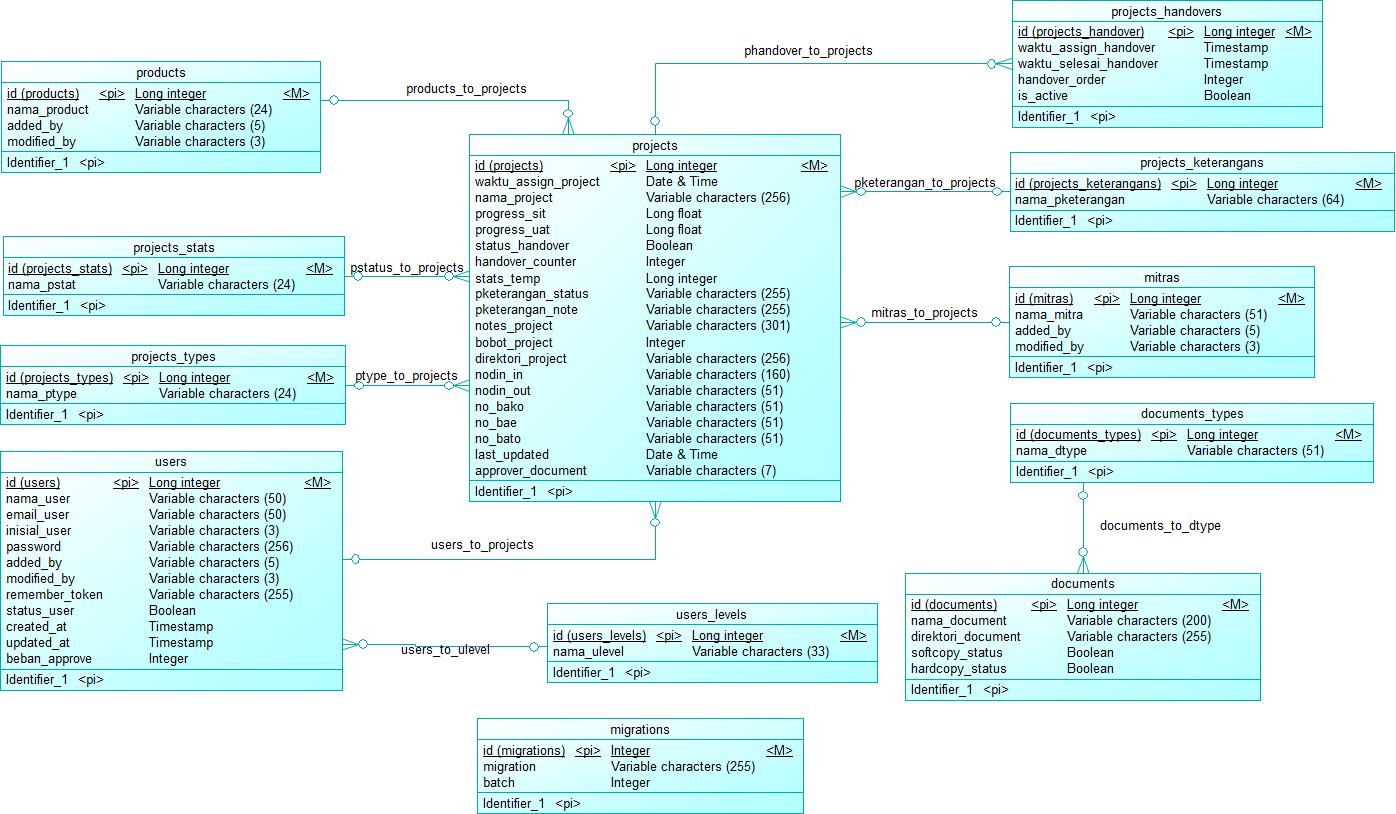 projects_handovers
id (projects_handover) <pi> Long integer <M>
waktu_assign_handover Timestamp
waktu_selesai_handover Timestamp
handover_order Integer
is_active Boolean
Identifier_1 <pi>
phandover_to_projects
products
id (products) <pi> Long integer <M>
nama_product Variable characters (24)
added_by Variable characters (5)
modified_by Variable characters (3)
Identifier_1 <pi>
products_to_projects
projects
id (projects) <pi> Long integer <M>
waktu_assign_project Date & Time
nama_project Variable characters (256)
progress_sit Long float
progress_uat Long float
status_handover Boolean
handover_counter Integer
stats_temp Long integer
pketerangan_status Variable characters (255)
pketerangan_note Variable characters (255)
notes_project Variable characters (301)
bobot_project Integer
direktori_project Variable characters (256)
nodin_in Variable characters (160)
nodin_out Variable characters (51)
no_bako Variable characters (51)
no_bae Variable characters (51)
no_bato Variable characters (51)
last_updated Date & Time
approver_document Variable characters (7)
Identifier_1 <pi>
pketerangan_to_projects
projects_keterangans
id (projects_keterangans) <pi> Long integer <M>
nama_pketerangan Variable characters (64)
Identifier_1 <pi>
projects_stats
id (projects_stats) <pi> Long integer <M>
nama_pstat Variable characters (24)
Identifier_1 <pi>
pstatus_to_projects
mitras_to_projects
mitras
id (mitras) <pi> Long integer <M>
nama_mitra Variable characters (51)
added_by Variable characters (5)
modified_by Variable characters (3)
Identifier_1 <pi>
projects_types
id (projects_types) <pi> Long integer <M>
nama_ptype Variable characters (24)
Identifier_1 <pi>
ptype_to_projects
documents_types
id (documents_types) <pi> Long integer <M>
nama_dtype Variable characters (51)
Identifier_1 <pi>
documents_to_dtype
users
id (users) <pi> Long integer <M>
nama_user Variable characters (50)
email_user Variable characters (50)
inisial_user Variable characters (3)
password Variable characters (256)
added_by Variable characters (5)
modified_by Variable characters (3)
remember_token Variable characters (255)
status_user Boolean
created_at Timestamp
updated_at Timestamp
beban_approve Integer
Identifier_1 <pi>
users_to_projects
users_to_ulevel
users_levels
id (users_levels) <pi> Long integer <M>
nama_ulevel Variable characters (33)
Identifier_1 <pi>
documents
id (documents) <pi> Long integer <M>
nama_document Variable characters (200)
direktori_document Variable characters (255)
softcopy_status Boolean
hardcopy_status Boolean
Identifier_1 <pi>
migrations
id (migrations) <pi> Integer <M>
migration Variable characters (255)
batch Integer
Identifier_1 <pi>